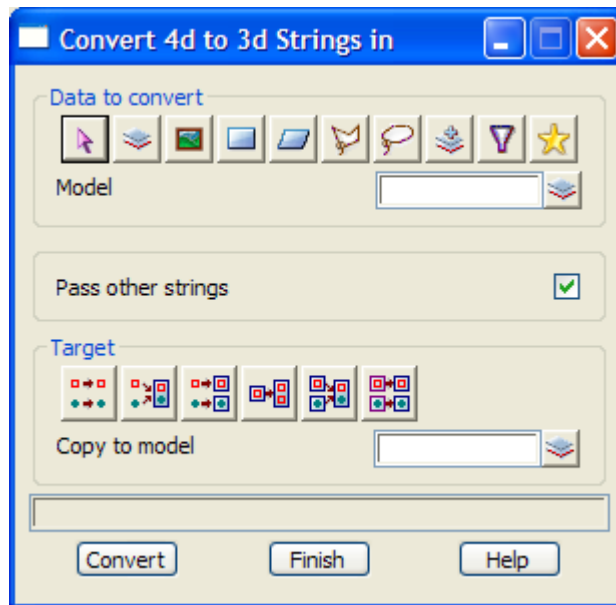 Convert 4d to 3d Strings in
Data to convert
Model
Pass other strings
Target
Copy to model
Convert Finish Help